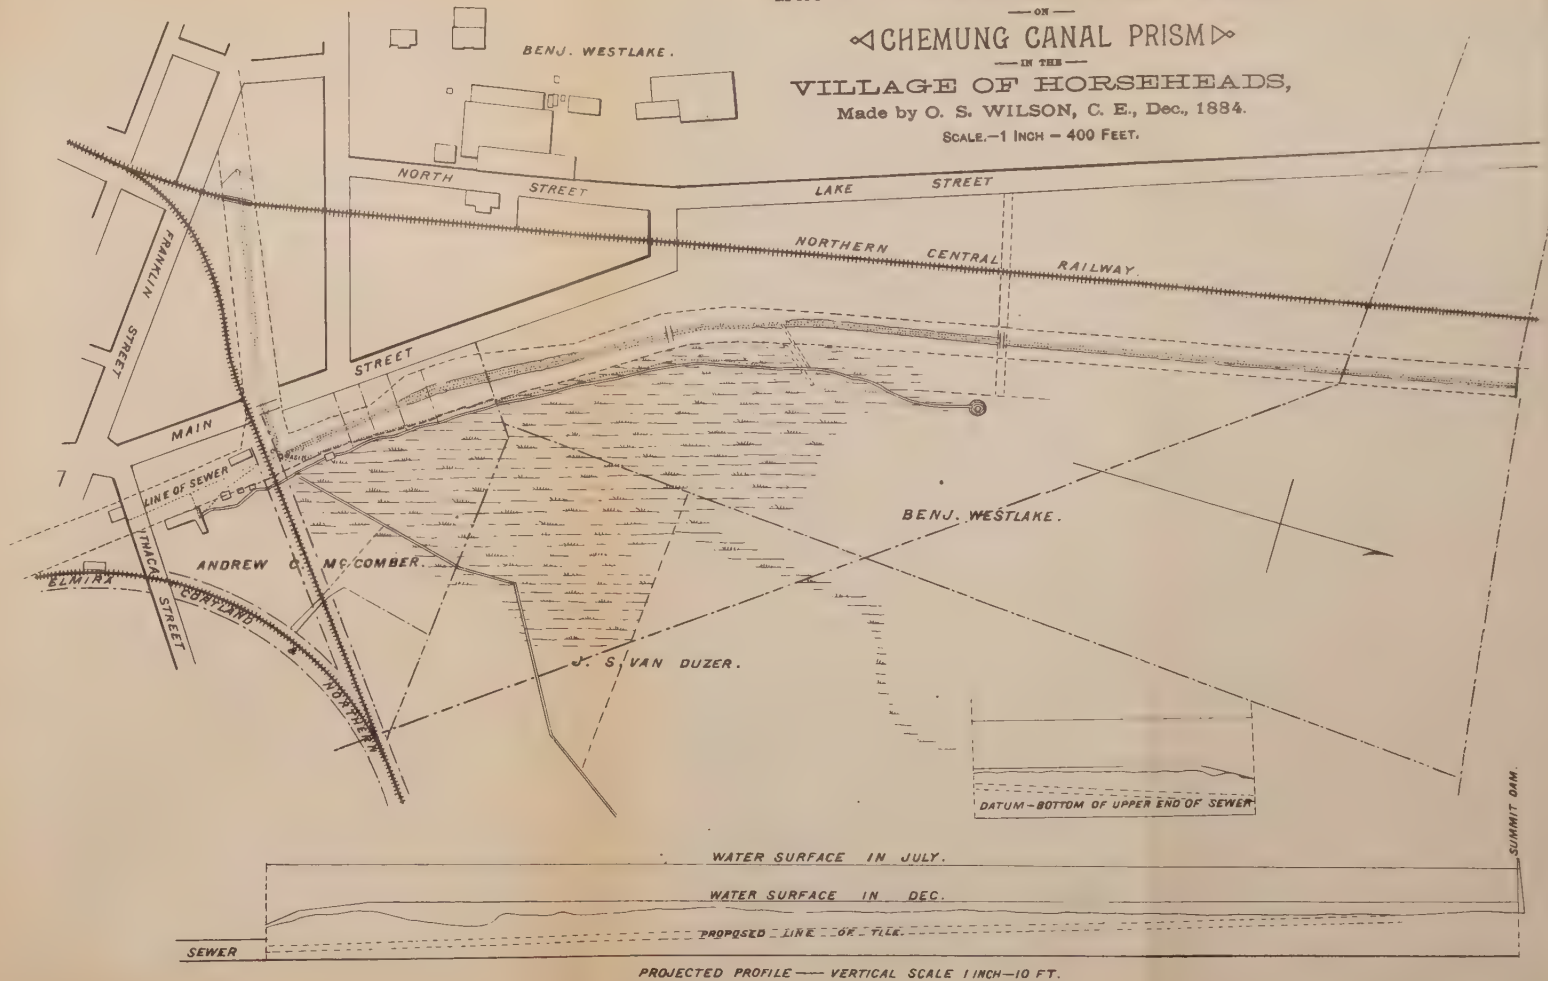 ON
CHEMUNG CANAL PRISM
IN THE
VILLAGE OF HORSEHEADS,
Made by O. S. WILSON, C. E., Dec., 1884.
SCALE.–1 INCH – 400 FEET.
BENJ. WESTLAKE.
NORTH STREET
LAKE STREET
NORTHERN CENTRAL RAILWAY.
FRANKLIN STREET
MAIN STREET
BASIN
LINE OF SEWER
7
BENJ. WESTLAKE.
ANDREW C. MC.COMBER.
ITHACA STREET
ELMIRA CORTLAND NORTHERN
J. S. VAN DUZER.
DATUM–BOTTOM OF UPPER END OF SEWER
SUMMIT DAM.
WATER SURFACE IN JULY.
WATER SURFACE IN DEC.
PROPOSED LINE OF TILE.
SEWER
PROJECTED PROFILE — VERTICAL SCALE 1 INCH–10 FT.